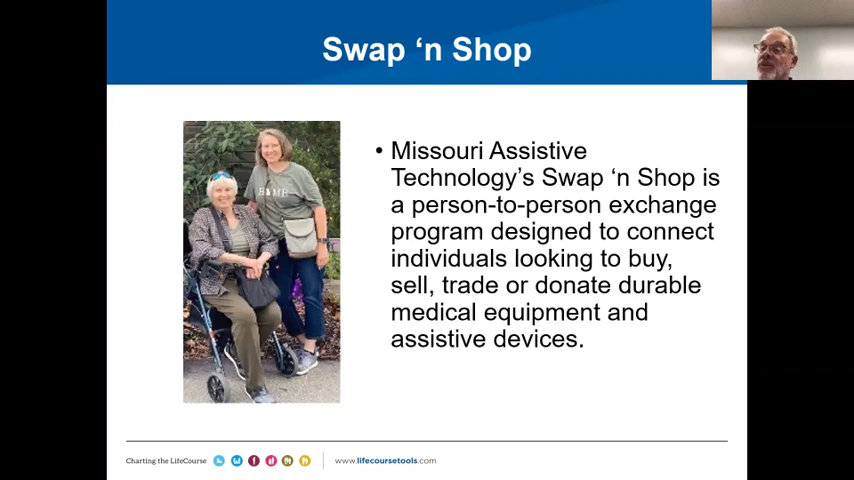 Swap ‘n Shop
H ME
• Missouri Assistive
Technology’s Swap ‘n Shop is
a person-to-person exchange
program designed to connect
individuals looking to buy,
sell, trade or donate durable
medical equipment and
assistive devices.
Charting the LifeCourse
www.lifecoursetools.com